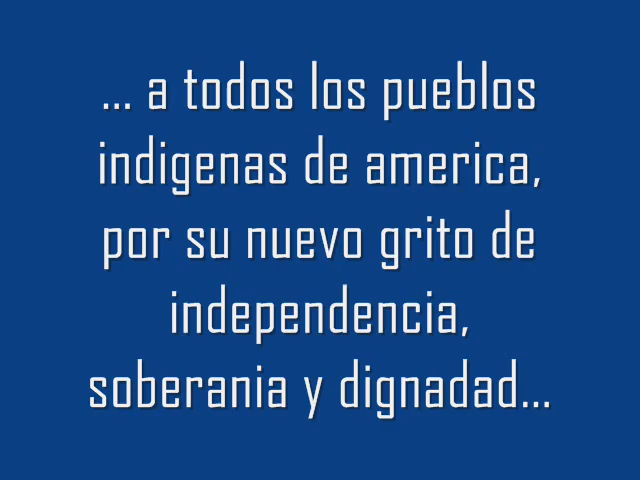 ... a todos los pueblos
indigenas de america,
por su nuevo grito de
independencia,
soberania y dignadad...